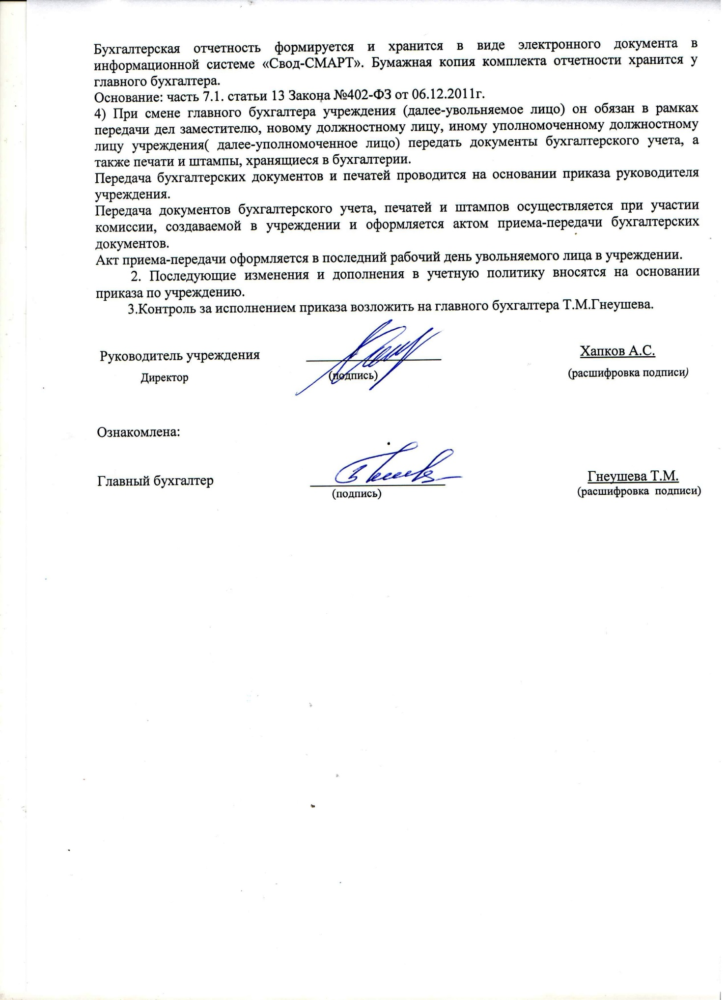 Бухгалтерская отчетность формируется и хранится в виде электронного документа в
информационной системе «Свод-СМАРТ». Бумажная копия комплекта отчетности хранится у
главного бухгалтера.
Основание: часть 7.1. статьи 13 Закона №402-ФЗ от 06.12.2011г.
4) При смене главного бухгалтера учреждения (далее-увольняемое лицо) он обязан в рамках
передачи дел заместителю, новому должностному лицу, иному уполномоченному должностному
лицу учреждения( далее-уполномоченное лицо) передать документы бухгалтерского учета, а
также печати и штампы, хранящиеся в бухгалтерии.
Передача бухгалтерских документов и печатей проводится на основании приказа руководителя
учреждения.
Передача документов бухгалтерского учета, печатей и штампов осуществляется при участии
комиссии, создаваемой в учреждении и оформляется актом приема-передачи бухгалтерских
документов.
Акт приема-передачи оформляется в последний рабочий день увольняемого лица в учреждении.
2. Последующие изменения и дополнения в учетную политику вносятся на основании
приказа по учреждению.
3.Контроль за исполнением приказа возложить на главного бухгалтера Т.М.Гнеушева.
Руководитель учреждения Хапков А.С.
Директор (подпись) (расшифровка подписи)
Ознакомлена:
Главный бухгалтер Гнеушева Т.М.
(подпись) (расшифровка подписи)